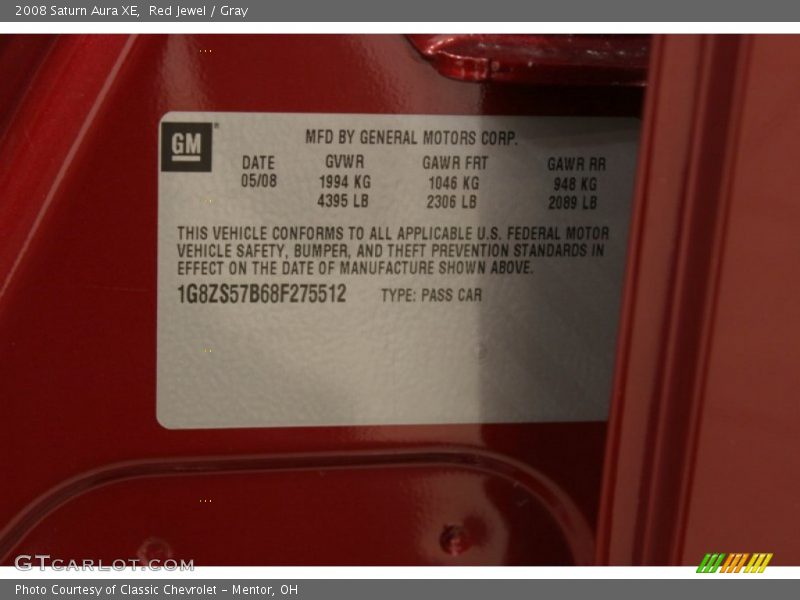 2008 Saturn Aura XE, Red Jewel / Gray
GM
MFD BY GENERAL MOTORS CORP.
DATE GVWR GAWR FRT GAWR RR
05/08 1994 KG 1046 KG 948 KG
4395 LB 2306 LB 2089 LB
THIS VEHICLE CONFORMS TO ALL APPLICABLE U.S. FEDERAL MOTOR
VEHICLE SAFETY, BUMPER, AND THEFT PREVENTION STANDARDS IN
EFFECT ON THE DATE OF MANUFACTURE SHOWN ABOVE.
1G8ZS57B68F275512 TYPE: PASS CAR
GTCARLOT.COM
Photo Courtesy of Classic Chevrolet - Mentor, OH